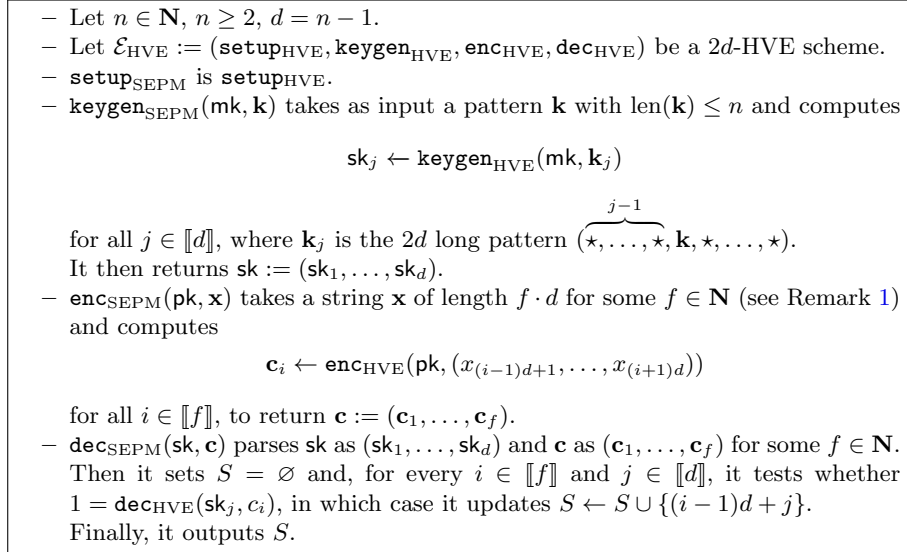 – Let n ∈ N, n ≥ 2, d = n − 1.
– Let ℰ_HVE := (setup_HVE, keygen_HVE, enc_HVE, dec_HVE) be a 2d-HVE scheme.
– setup_SEPM is setup_HVE.
– keygen_SEPM(mk, k) takes as input a pattern k with len(k) ≤ n and computes
sk_j ← keygen_HVE(mk, k_j)
j−1
for all j ∈ ⟦d⟧, where k_j is the 2d long pattern (⋆, . . . , ⋆, k, ⋆, . . . , ⋆).
It then returns sk := (sk_1, . . . , sk_d).
– enc_SEPM(pk, x) takes a string x of length f · d for some f ∈ N (see Remark 1)
and computes
c_i ← enc_HVE(pk, (x_{(i−1)d+1}, . . . , x_{(i+1)d}))
for all i ∈ ⟦f⟧, to return c := (c_1, . . . , c_f).
– dec_SEPM(sk, c) parses sk as (sk_1, . . . , sk_d) and c as (c_1, . . . , c_f) for some f ∈ N.
Then it sets S = ∅ and, for every i ∈ ⟦f⟧ and j ∈ ⟦d⟧, it tests whether
1 = dec_HVE(sk_j, c_i), in which case it updates S ← S ∪ {(i − 1)d + j}.
Finally, it outputs S.